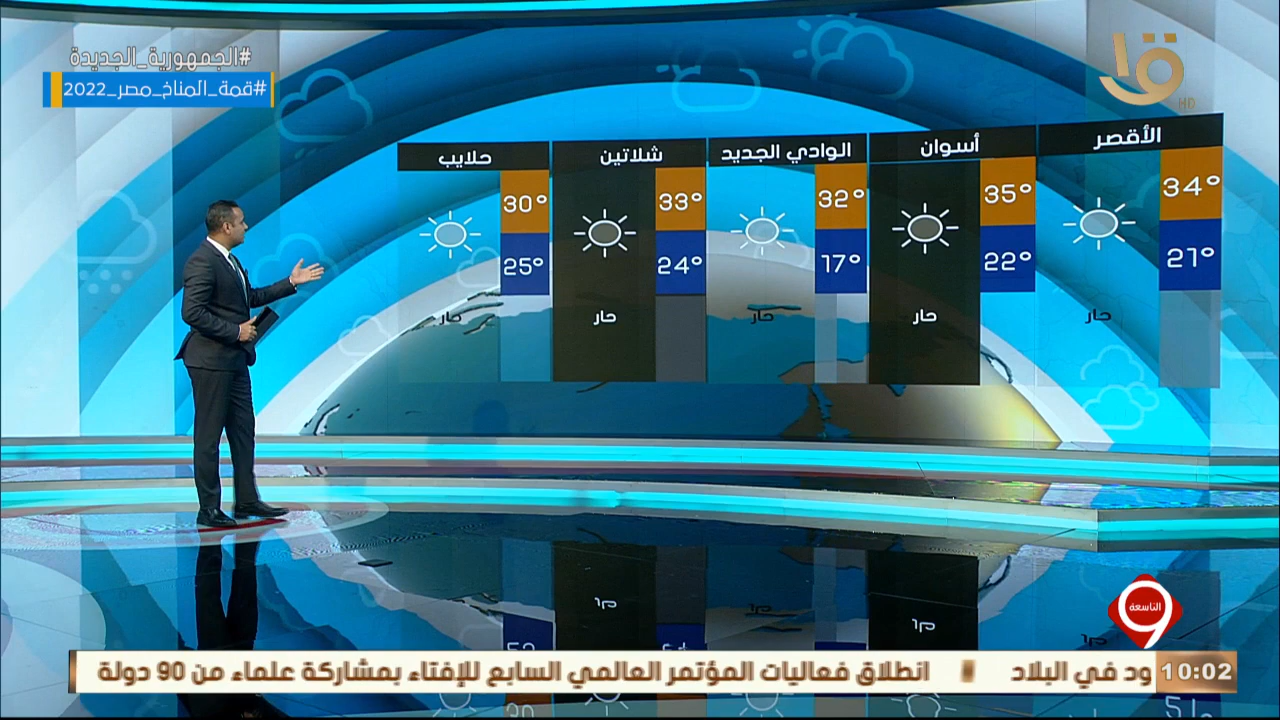 #الجمهورية_الجديدة
#قمة_المناخ_مصر_2022
HD
الأقصر
34°
21°
حار
أسوان
35°
22°
حار
الوادي الجديد
32°
17°
حار
شلاتين
33°
24°
حار
حلايب
30°
25°
حار
التاسعة
9
10:02
ود في البلاد
انطلاق فعاليات المؤتمر العالمي السابع للإفتاء بمشاركة علماء من 90 دولة